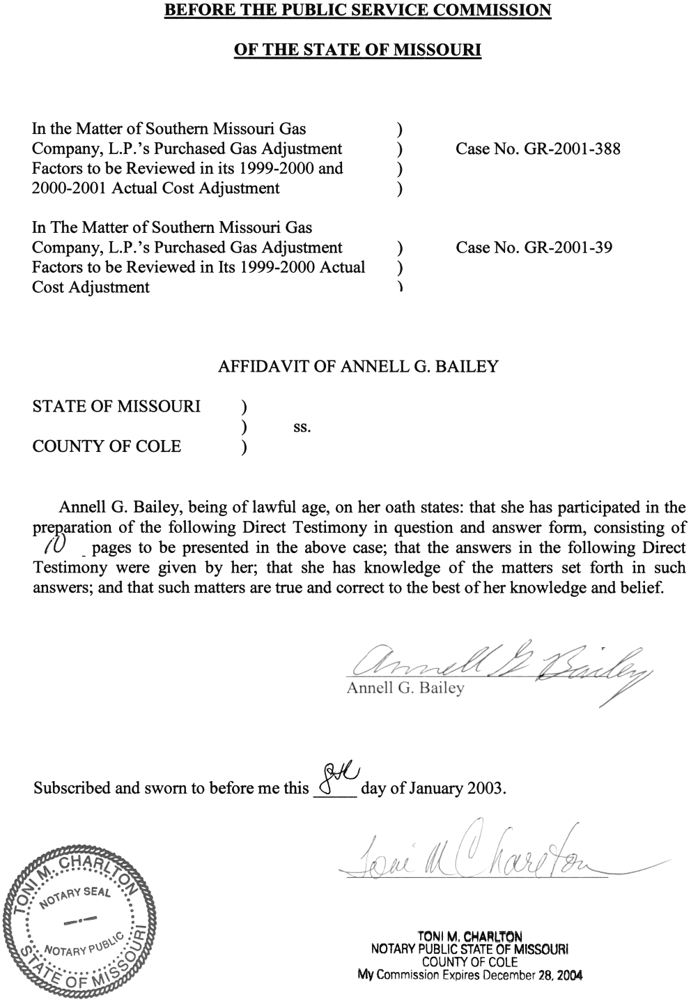 BEFORE THE PUBLIC SERVICE COMMISSION
OF THE STATE OF MISSOURI
In the Matter of Southern Missouri Gas )
Company, L.P.'s Purchased Gas Adjustment ) Case No. GR-2001-388
Factors to be Reviewed in its 1999-2000 and )
2000-2001 Actual Cost Adjustment )
In The Matter of Southern Missouri Gas
Company, L.P.'s Purchased Gas Adjustment ) Case No. GR-2001-39
Factors to be Reviewed in Its 1999-2000 Actual )
Cost Adjustment )
AFFIDAVIT OF ANNELL G. BAILEY
STATE OF MISSOURI )
) ss.
COUNTY OF COLE )
Annell G. Bailey, being of lawful age, on her oath states: that she has participated in the
preparation of the following Direct Testimony in question and answer form, consisting of
10 _ pages to be presented in the above case; that the answers in the following Direct
Testimony were given by her; that she has knowledge of the matters set forth in such
answers; and that such matters are true and correct to the best of her knowledge and belief.
Annell G Bailey
Annell G. Bailey
Subscribed and sworn to before me this 8th day of January 2003.
Toni M Charlton
TONI M. CHARLTON
NOTARY SEAL
NOTARY PUBLIC
STATE OF MISSOURI
TONI M. CHARLTON
NOTARY PUBLIC STATE OF MISSOURI
COUNTY OF COLE
My Commission Expires December 28, 2004